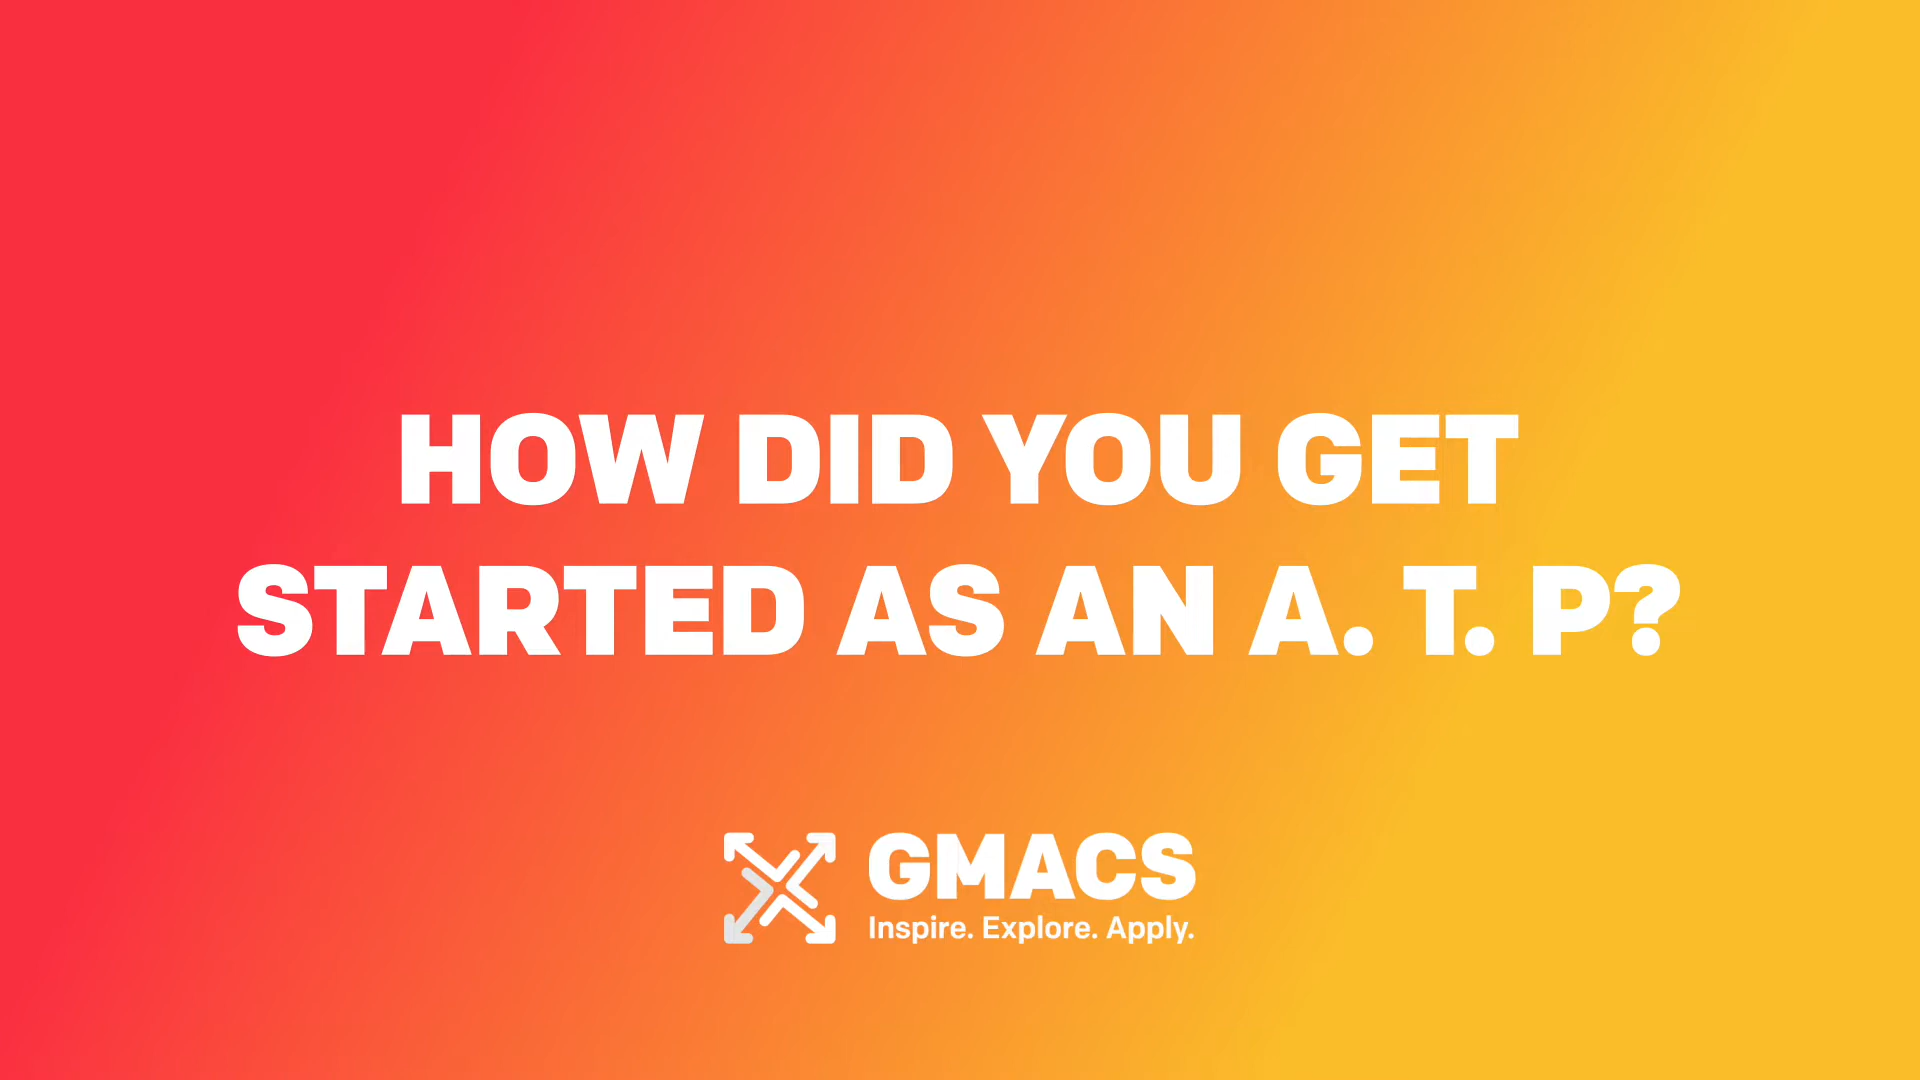 HOW DID YOU GET
STARTED AS AN A. T. P?
GMACS
Inspire. Explore. Apply.